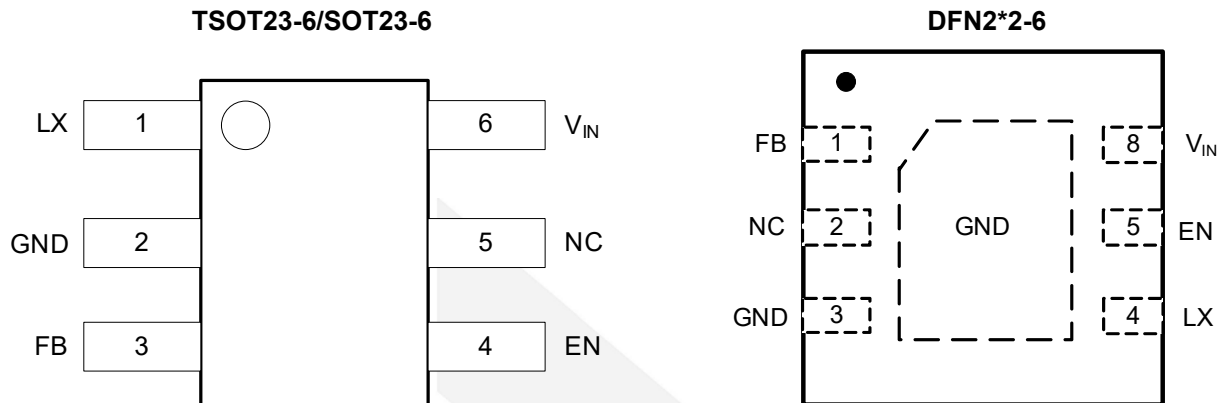 TSOT23-6/SOT23-6
LX 1 6 VIN
GND 2 5 NC
FB 3 4 EN
DFN2*2-6
FB 1 8 VIN
NC 2 GND 5 EN
GND 3 4 LX